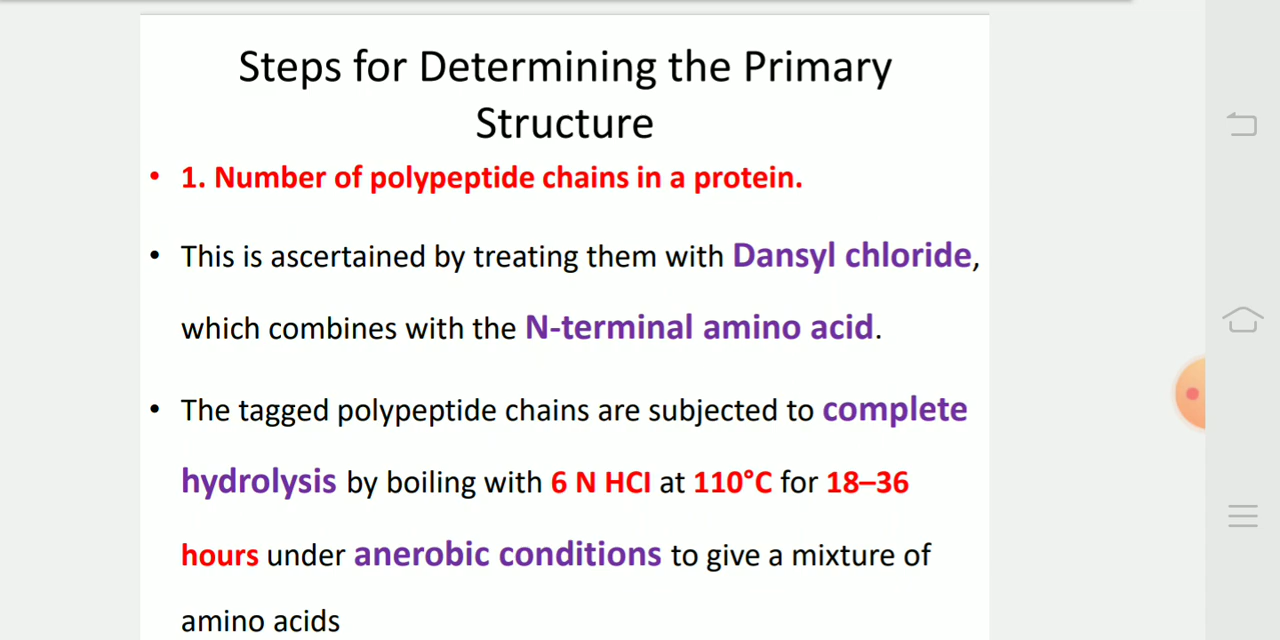 Steps for Determining the Primary
Structure
• 1. Number of polypeptide chains in a protein.
• This is ascertained by treating them with Dansyl chloride,
which combines with the N-terminal amino acid.
• The tagged polypeptide chains are subjected to complete
hydrolysis by boiling with 6 N HCl at 110°C for 18–36
hours under anerobic conditions to give a mixture of
amino acids